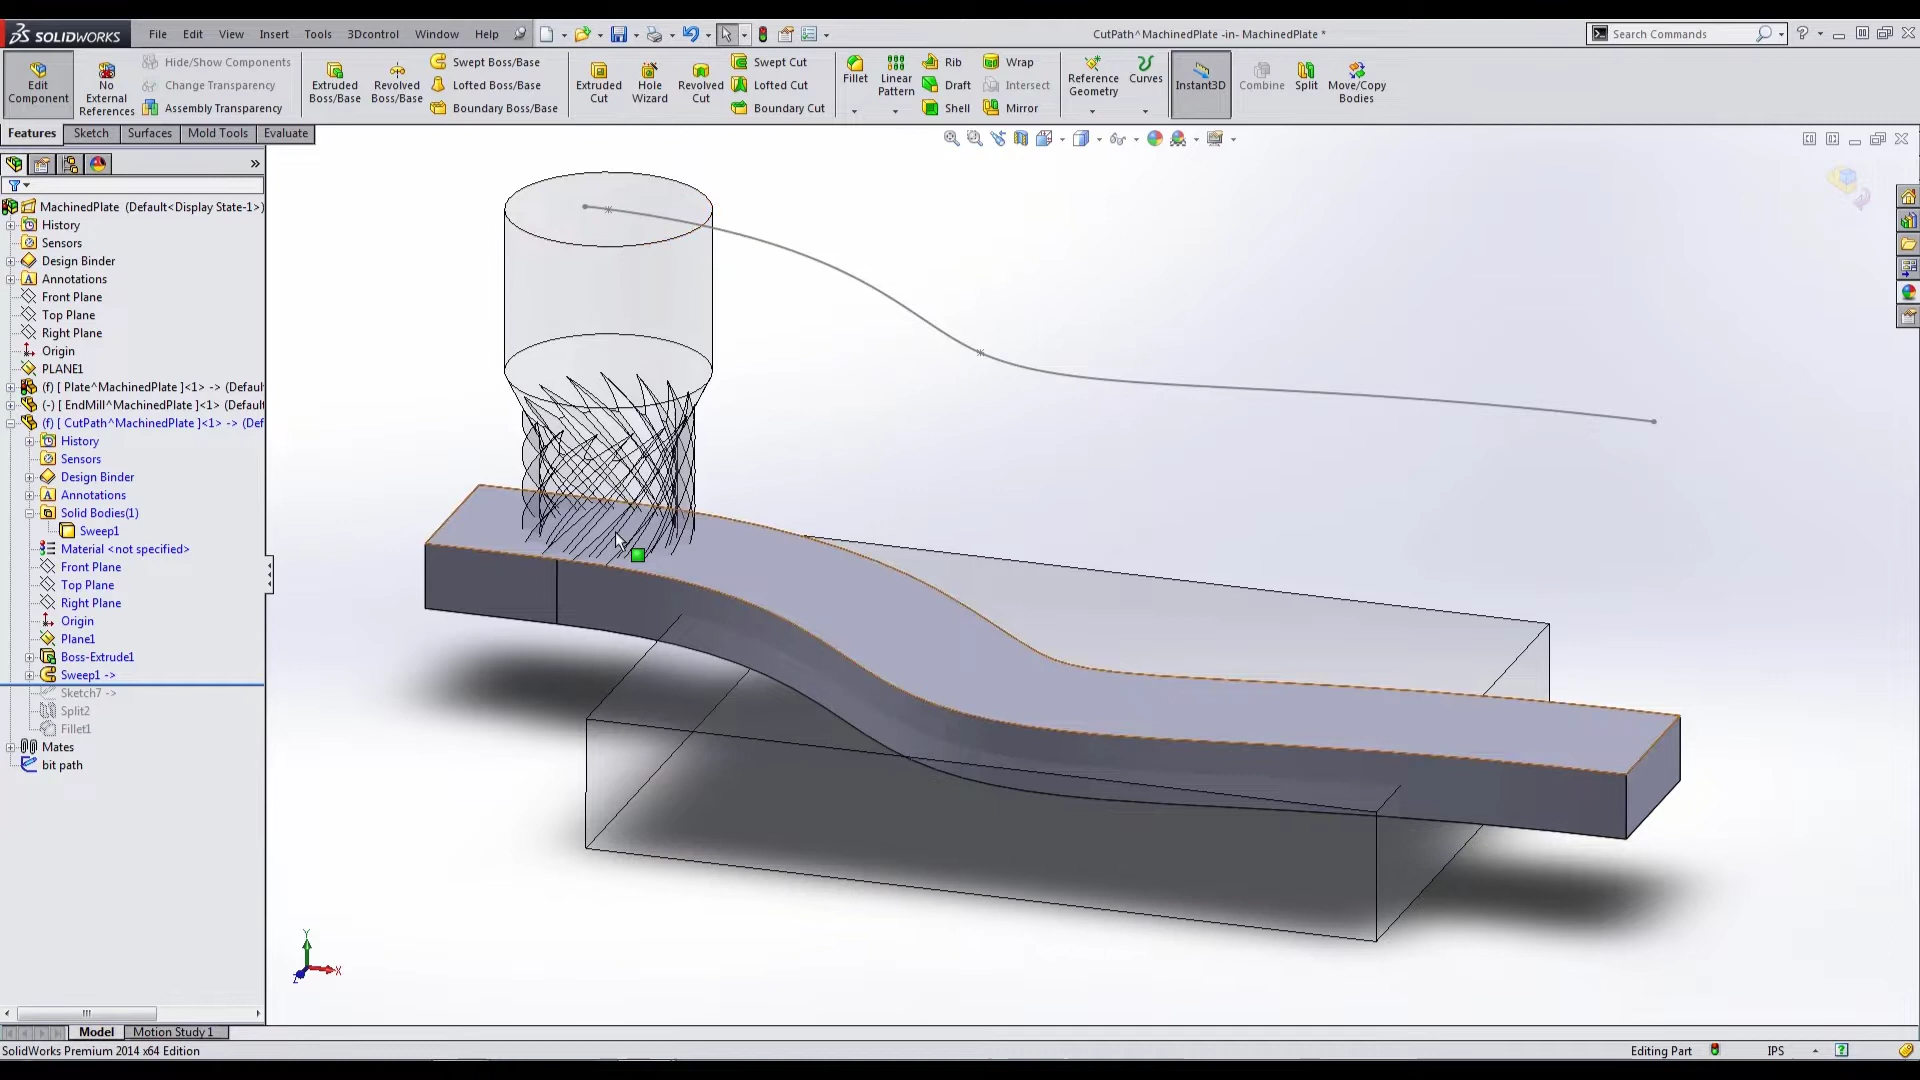 SOLIDWORKS File Edit View Insert Tools 3Dcontrol Window Help CutPath^MachinedPlate -in- MachinedPlate * Search Commands
Edit Component
No External References
Hide/Show Components
Change Transparency
Assembly Transparency
Extruded Boss/Base
Revolved Boss/Base
Swept Boss/Base
Lofted Boss/Base
Boundary Boss/Base
Extruded Cut
Hole Wizard
Revolved Cut
Swept Cut
Lofted Cut
Boundary Cut
Fillet
Linear Pattern
Rib
Draft
Shell
Wrap
Intersect
Mirror
Reference Geometry
Curves
Instant3D
Combine
Split
Move/Copy Bodies
Features Sketch Surfaces Mold Tools Evaluate
MachinedPlate (Default<Display State-1>)
History
Sensors
Design Binder
Annotations
Front Plane
Top Plane
Right Plane
Origin
PLANE1
(f) [ Plate^MachinedPlate ]<1> -> (Defaul
(-) [ EndMill^MachinedPlate ]<1> (Default
(f) [ CutPath^MachinedPlate ]<1> -> (Def
History
Sensors
Design Binder
Annotations
Solid Bodies(1)
Sweep1
Material <not specified>
Front Plane
Top Plane
Right Plane
Origin
Plane1
Boss-Extrude1
Sweep1 ->
Sketch7 ->
Split2
Fillet1
Mates
bit path
Y
X
Z
Model Motion Study 1
SolidWorks Premium 2014 x64 Edition Editing Part IPS